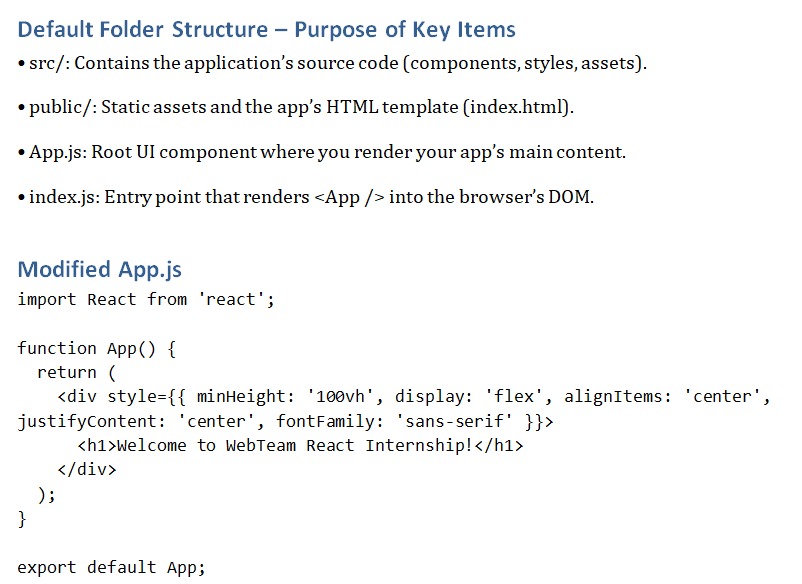 Default Folder Structure – Purpose of Key Items
• src/: Contains the application’s source code (components, styles, assets).
• public/: Static assets and the app’s HTML template (index.html).
• App.js: Root UI component where you render your app’s main content.
• index.js: Entry point that renders <App /> into the browser’s DOM.
Modified App.js
import React from 'react';
function App() {
  return (
    <div style={{ minHeight: '100vh', display: 'flex', alignItems: 'center',
justifyContent: 'center', fontFamily: 'sans-serif' }}>
      <h1>Welcome to WebTeam React Internship!</h1>
    </div>
  );
}
export default App;